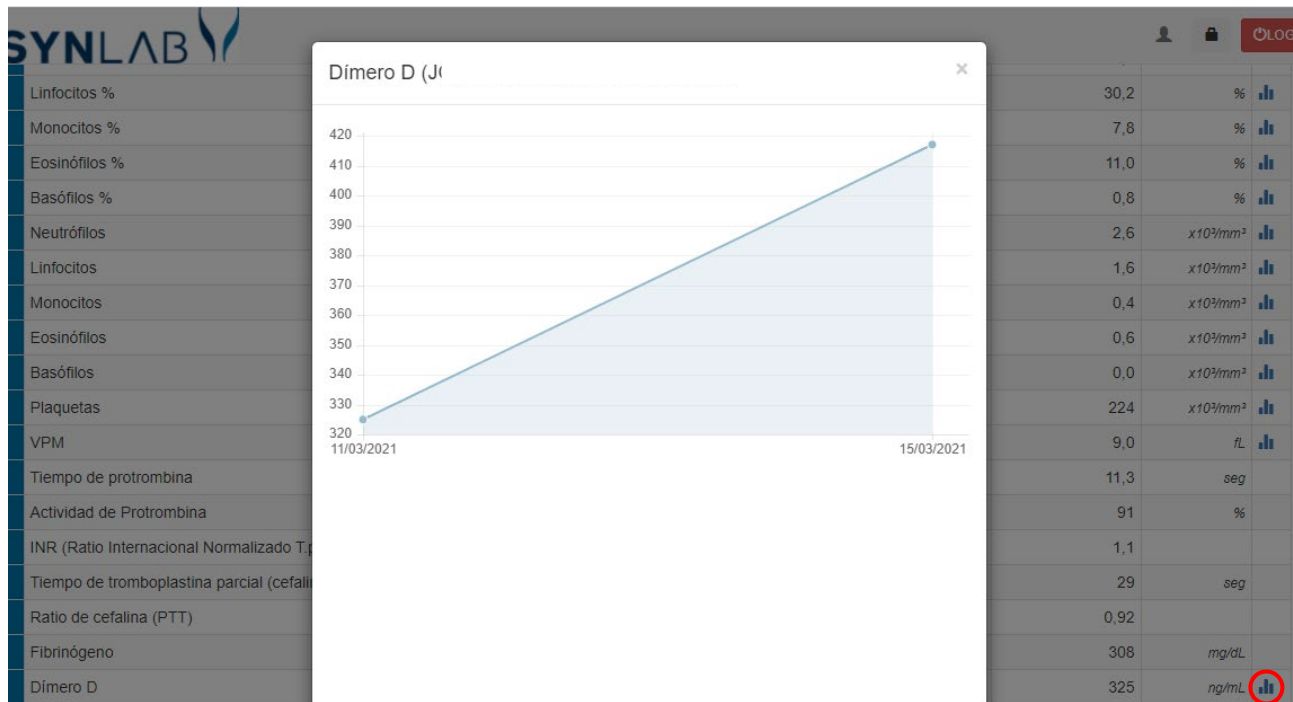 SYNLAB
LOG
Dímero D (J
×
Linfocitos % 30,2 %
Monocitos % 7,8 %
Eosinófilos % 11,0 %
Basófilos % 0,8 %
Neutrófilos 2,6 x10³/mm³
Linfocitos 1,6 x10³/mm³
Monocitos 0,4 x10³/mm³
Eosinófilos 0,6 x10³/mm³
Basófilos 0,0 x10³/mm³
Plaquetas 224 x10³/mm³
VPM 9,0 fL
Tiempo de protrombina 11,3 seg
Actividad de Protrombina 91 %
INR (Ratio Internacional Normalizado T.p 1,1
Tiempo de tromboplastina parcial (cefali 29 seg
Ratio de cefalina (PTT) 0,92
Fibrinógeno 308 mg/dL
Dímero D 325 ng/mL
420
410
400
390
380
370
360
350
340
330
320
11/03/2021 15/03/2021